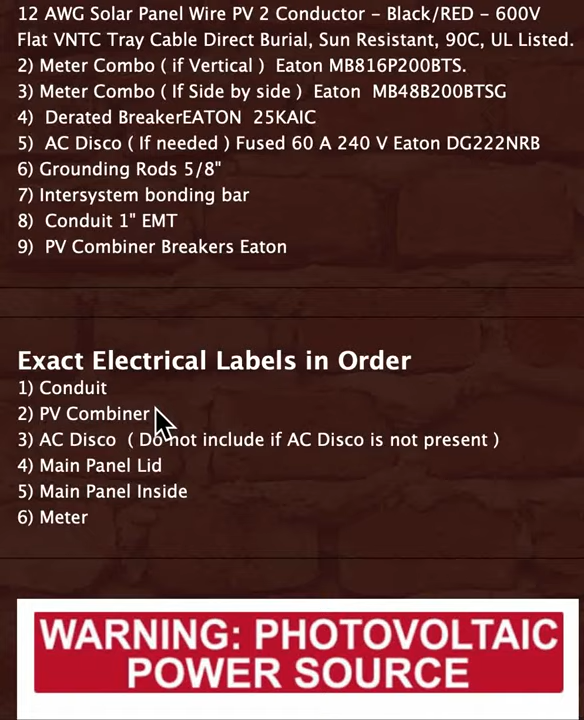 12 AWG Solar Panel Wire PV 2 Conductor – Black/RED – 600V
Flat VNTC Tray Cable Direct Burial, Sun Resistant, 90C, UL Listed.
2) Meter Combo ( if Vertical )  Eaton MB816P200BTS.
3) Meter Combo ( If Side by side )  Eaton  MB48B200BTSG
4)  Derated BreakerEATON  25KAIC
5)  AC Disco ( If needed ) Fused 60 A 240 V Eaton DG222NRB
6) Grounding Rods 5/8"
7) Intersystem bonding bar
8)  Conduit 1" EMT
9)  PV Combiner Breakers Eaton
Exact Electrical Labels in Order
1) Conduit
2) PV Combiner
3) AC Disco  ( Do not include if AC Disco is not present )
4) Main Panel Lid
5) Main Panel Inside
6) Meter
WARNING: PHOTOVOLTAIC
POWER SOURCE